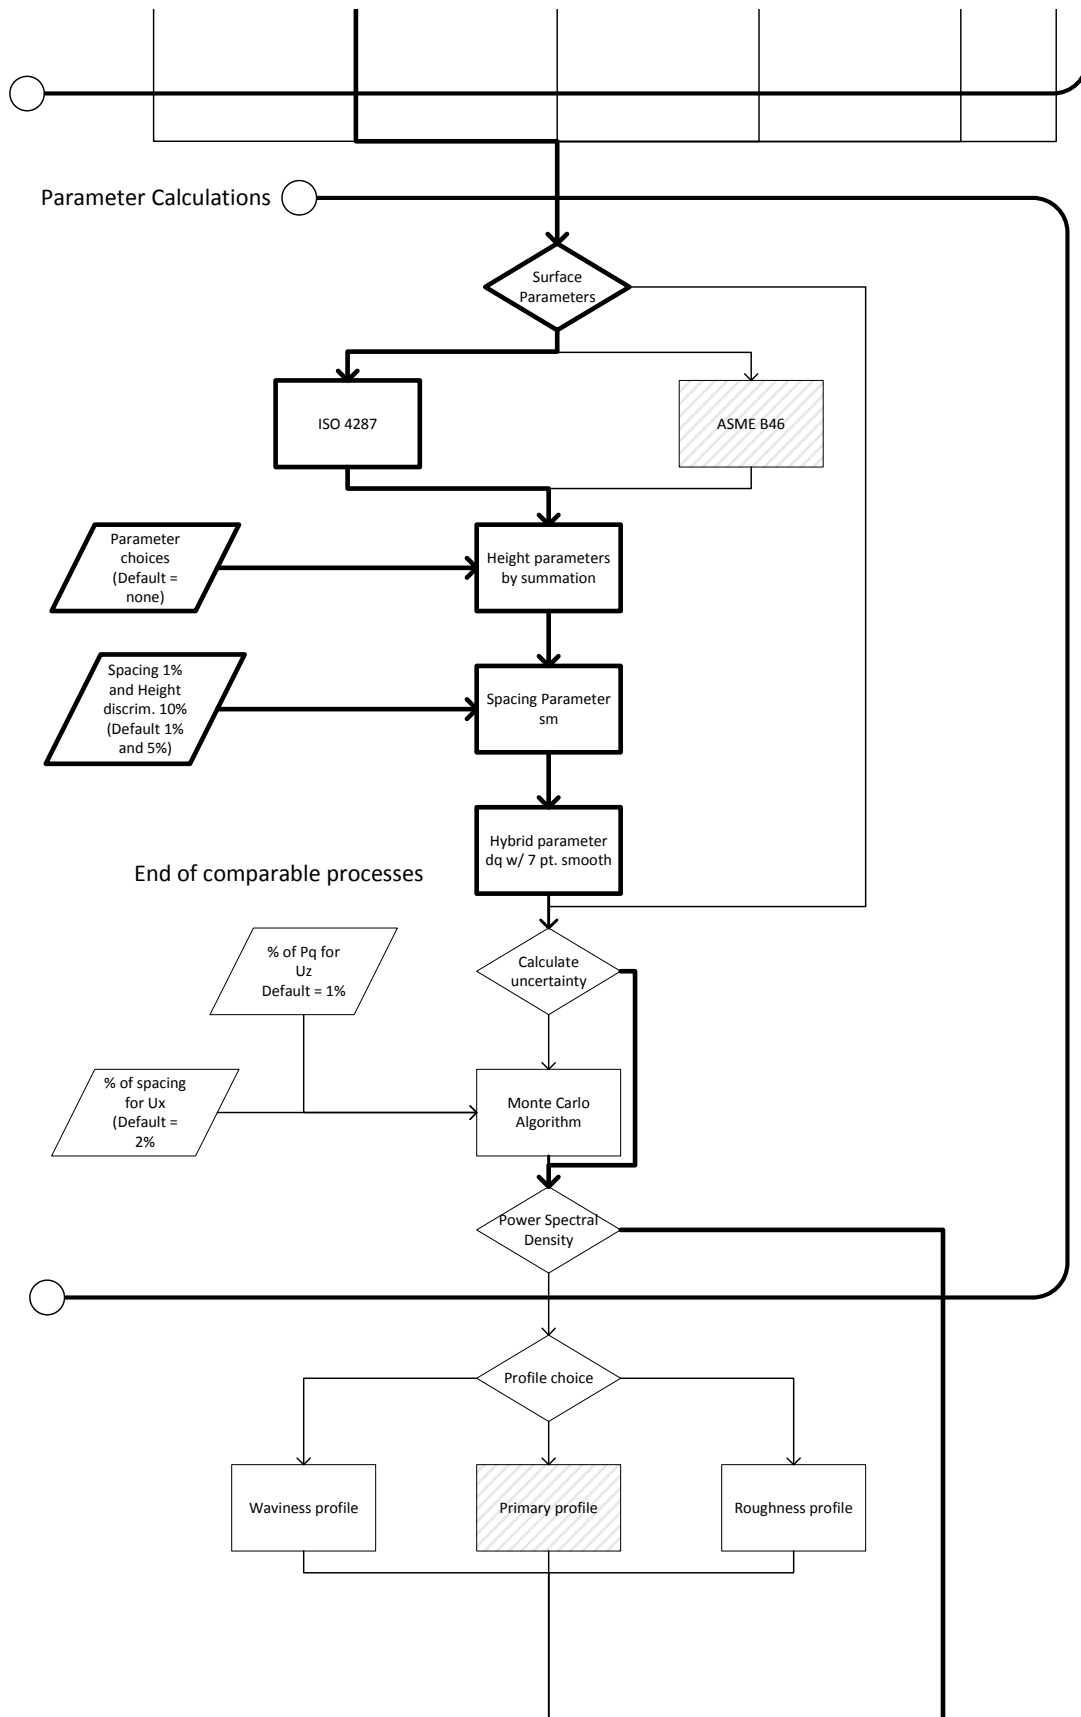 Parameter Calculations
Surface
Parameters
ISO 4287
ASME B46
Parameter
choices
(Default =
none)
Height parameters
by summation
Spacing 1%
and Height
discrim. 10%
(Default 1%
and 5%)
Spacing Parameter
sm
Hybrid parameter
dq w/ 7 pt. smooth
End of comparable processes
% of Pq for
Uz
Default = 1%
Calculate
uncertainty
% of spacing
for Ux
(Default =
2%
Monte Carlo
Algorithm
Power Spectral
Density
Profile choice
Waviness profile
Primary profile
Roughness profile